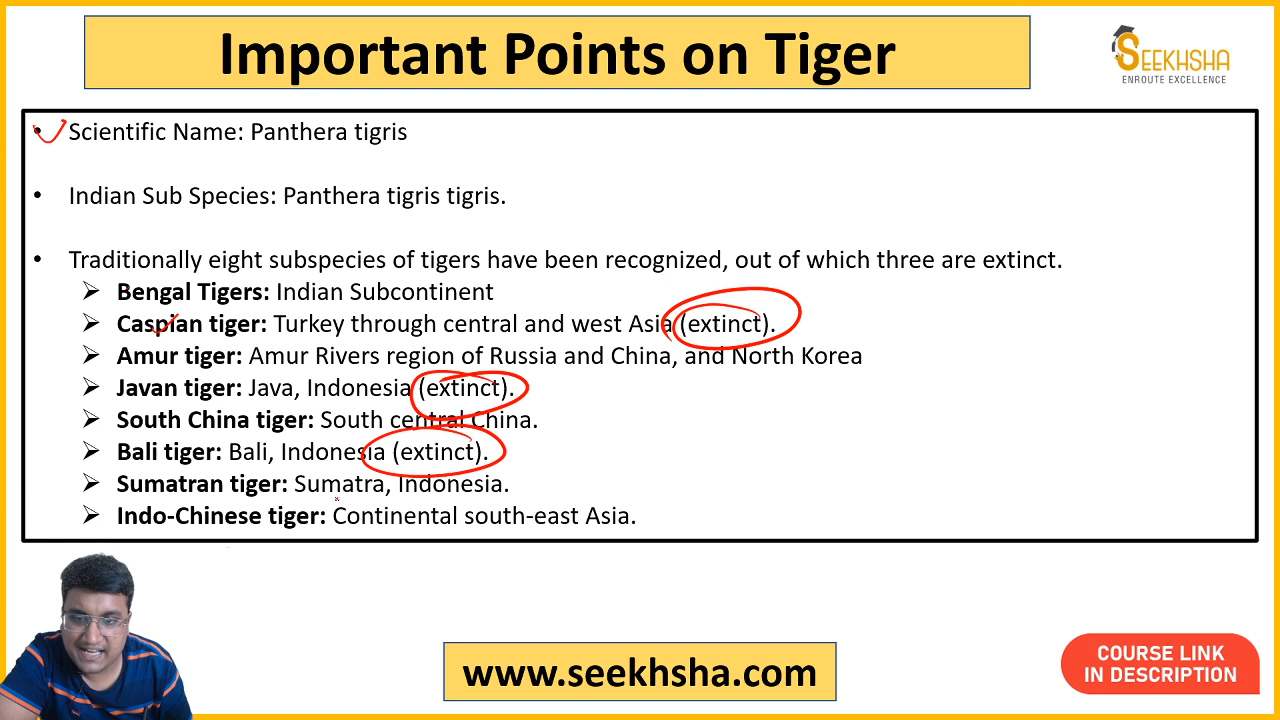 Important Points on Tiger
SEEKHSHA
ENROUTE EXCELLENCE
• Scientific Name: Panthera tigris
• Indian Sub Species: Panthera tigris tigris.
• Traditionally eight subspecies of tigers have been recognized, out of which three are extinct.
➢ Bengal Tigers: Indian Subcontinent
➢ Caspian tiger: Turkey through central and west Asia (extinct).
➢ Amur tiger: Amur Rivers region of Russia and China, and North Korea
➢ Javan tiger: Java, Indonesia (extinct).
➢ South China tiger: South central China.
➢ Bali tiger: Bali, Indonesia (extinct).
➢ Sumatran tiger: Sumatra, Indonesia.
➢ Indo-Chinese tiger: Continental south-east Asia.
www.seekhsha.com
COURSE LINK
IN DESCRIPTION